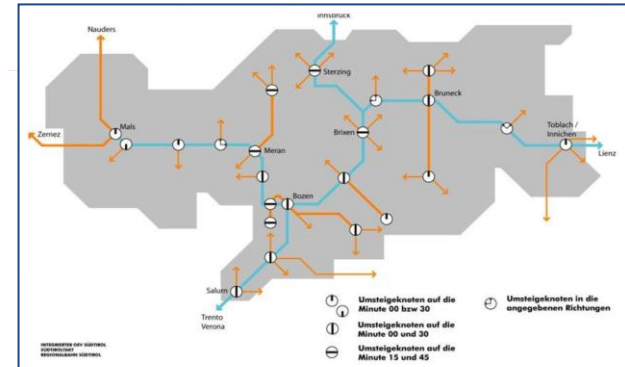 Innsbruck
Nauders
Sterzing
Bruneck
Mals
Zernez
Brixen
Toblach /
Innichen
Meran
Lienz
Bozen
Salurn
Trento
Verona
Umsteigeknoten auf die
Minute 00 bzw 30
Umsteigeknoten in die
angegebenen Richtungen
Umsteigeknoten auf die
Minute 00 und 30
Umsteigeknoten auf die
Minute 15 und 45
INTEGRIERTER OEV SÜDTIROL
SÜDTIROLTAKT
REGIONALBAHN SÜDTIROL